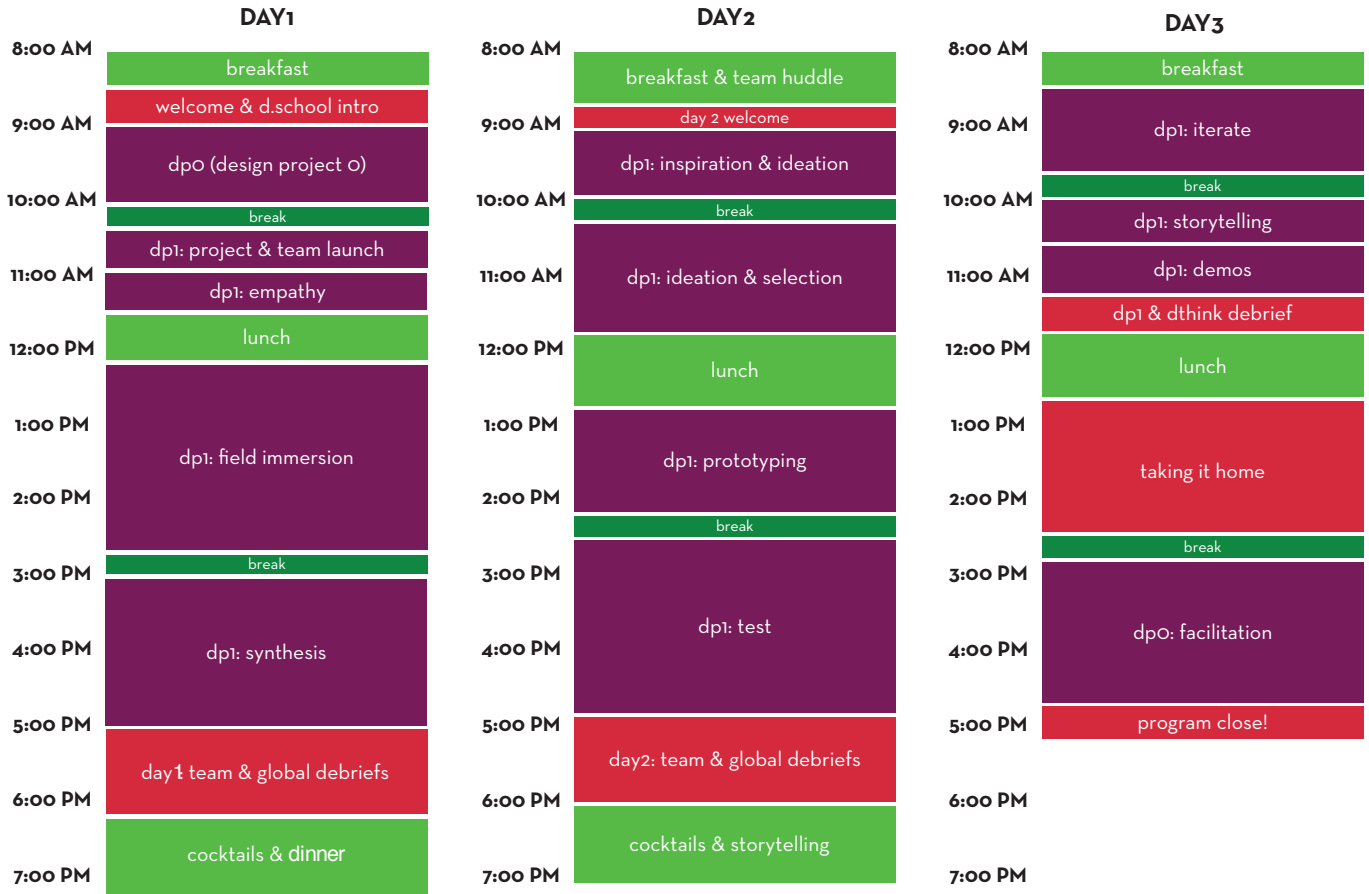 DAY1
8:00 AM
breakfast
welcome & d.school intro
9:00 AM
dp0 (design project 0)
10:00 AM
break
dp1: project & team launch
11:00 AM
dp1: empathy
lunch
12:00 PM
1:00 PM
dp1: field immersion
2:00 PM
break
3:00 PM
dp1: synthesis
4:00 PM
5:00 PM
day1: team & global debriefs
6:00 PM
cocktails & dinner
7:00 PM
DAY2
8:00 AM
breakfast & team huddle
day 2 welcome
9:00 AM
dp1: inspiration & ideation
10:00 AM
break
11:00 AM
dp1: ideation & selection
12:00 PM
lunch
1:00 PM
dp1: prototyping
2:00 PM
break
3:00 PM
dp1: test
4:00 PM
5:00 PM
day2: team & global debriefs
6:00 PM
cocktails & storytelling
7:00 PM
DAY3
8:00 AM
breakfast
9:00 AM
dp1: iterate
break
10:00 AM
dp1: storytelling
11:00 AM
dp1: demos
dp1 & dthink debrief
12:00 PM
lunch
1:00 PM
taking it home
2:00 PM
break
3:00 PM
dp0: facilitation
4:00 PM
5:00 PM
program close!
6:00 PM
7:00 PM